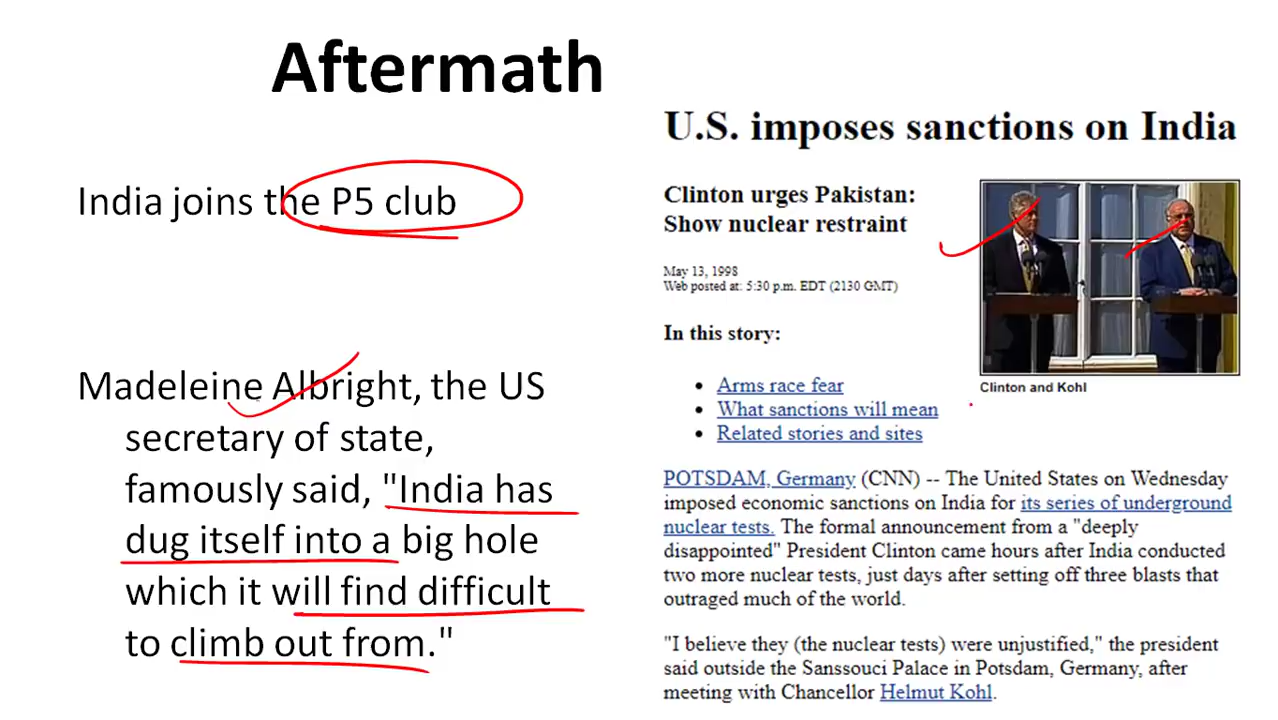 Aftermath
India joins the P5 club
Madeleine Albright, the US
secretary of state,
famously said, "India has
dug itself into a big hole
which it will find difficult
to climb out from."
U.S. imposes sanctions on India
Clinton urges Pakistan:
Show nuclear restraint
May 13, 1998
Web posted at: 5:30 p.m. EDT (2130 GMT)
In this story:
• Arms race fear
• What sanctions will mean
• Related stories and sites
Clinton and Kohl
POTSDAM, Germany (CNN) -- The United States on Wednesday
imposed economic sanctions on India for its series of underground
nuclear tests. The formal announcement from a "deeply
disappointed" President Clinton came hours after India conducted
two more nuclear tests, just days after setting off three blasts that
outraged much of the world.
"I believe they (the nuclear tests) were unjustified," the president
said outside the Sanssouci Palace in Potsdam, Germany, after
meeting with Chancellor Helmut Kohl.